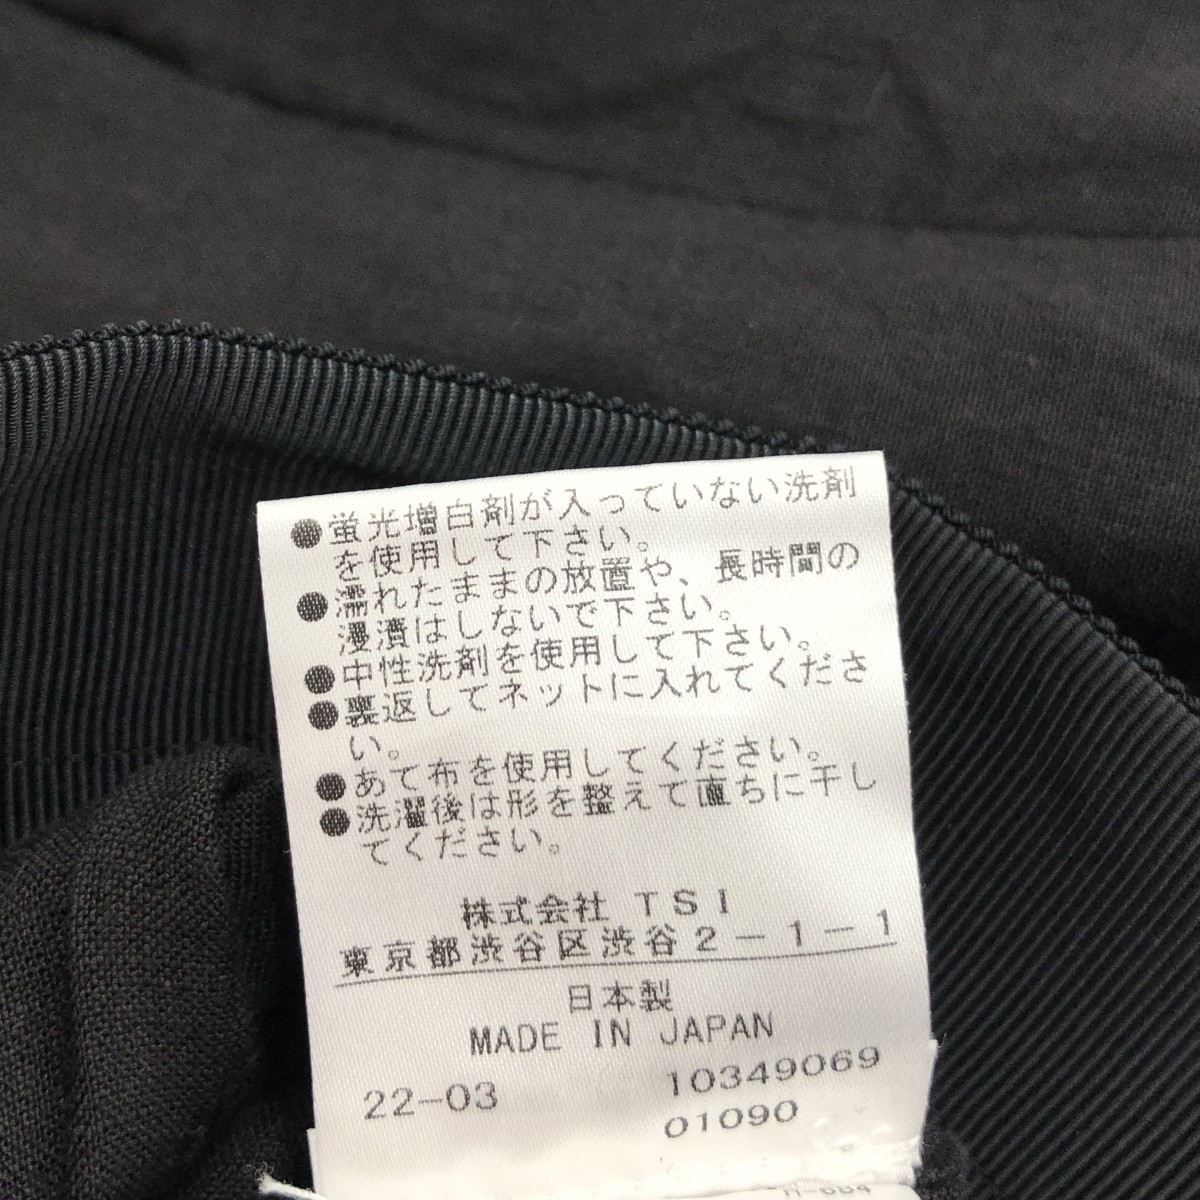 ●蛍光増白剤が入っていない洗剤
を使用して下さい。
●濡れたままの放置や、長時間の
浸漬はしないで下さい。
●中性洗剤を使用して下さい。
●裏返してネットに入れてくださ
い。
●あて布を使用してください。
●洗濯後は形を整えて直ちに干し
てください。
株式会社 TSI
東京都渋谷区渋谷2-1-1
日本製
MADE IN JAPAN
22-03 10349069
01090